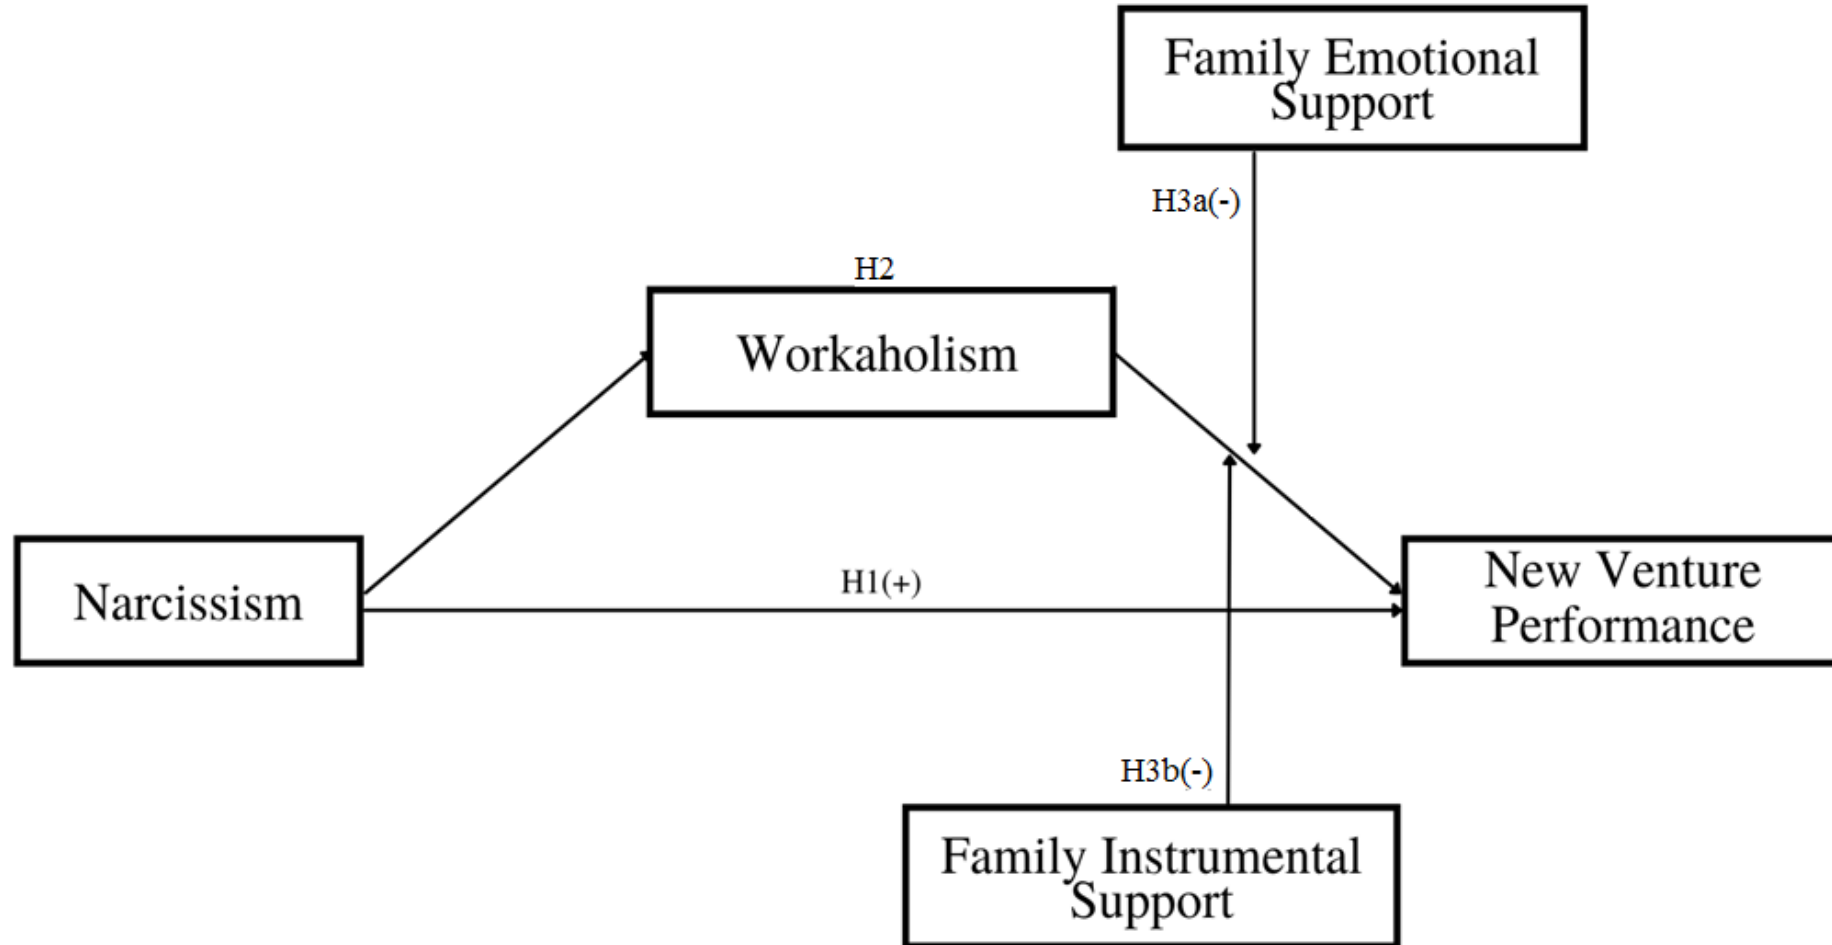 Family Emotional
Support
H3a(-)
H2
Workaholism
Narcissism
H1(+)
New Venture
Performance
H3b(-)
Family Instrumental
Support